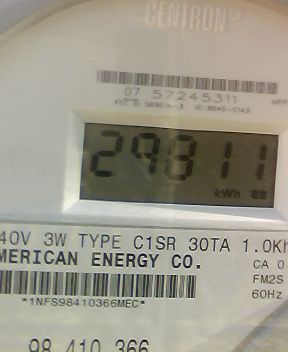 CENTRON®
07 57245311
29811
kWh
40V 3W TYPE C1SR 30TA 1.0Kh
MERICAN ENERGY CO.
CA 0
FM2S
60Hz
*1NFS98410366MEC*
98 410 366